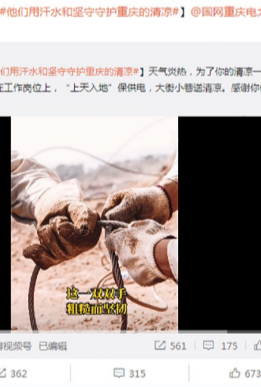 #他们用汗水和坚守守护重庆的清凉#】@国网重庆电
们用汗水和坚守守护重庆的清凉#】天气炎热，为了你的清凉一
在工作岗位上，“上天入地”保供电，大街小巷送清凉。感谢你
这一双双手
粗糙而坚韧
视频号 已编辑
561 175
362 315 673